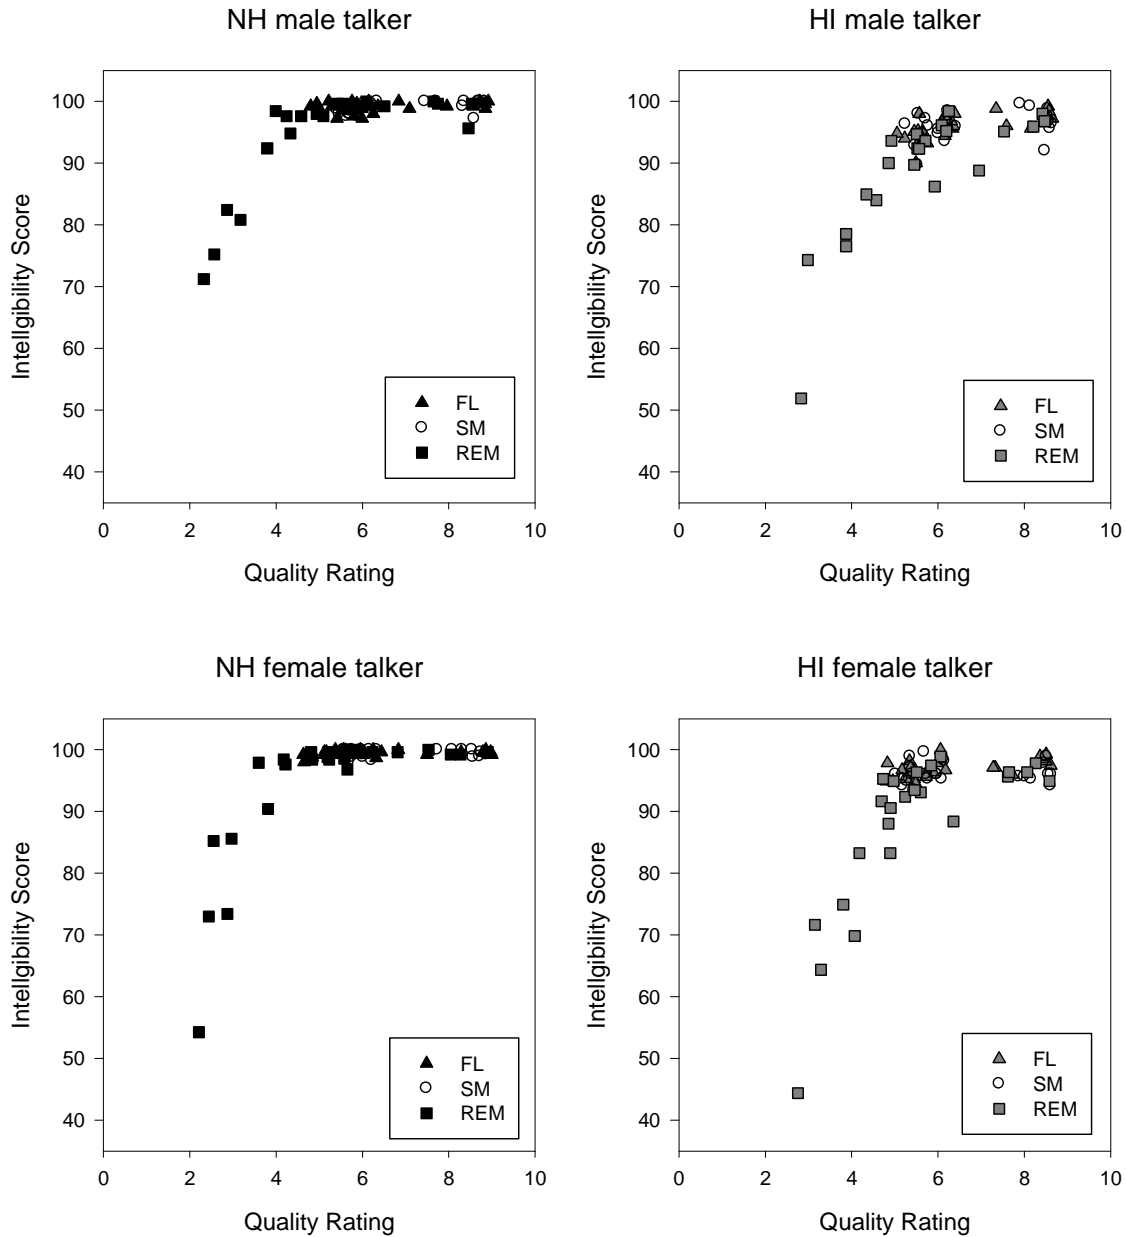 NH male talker
HI male talker
Intellgibility Score
100
90
80
70
60
50
40
FL
SM
REM
0 2 4 6 8 10
Quality Rating
Intellgibility Score
100
90
80
70
60
50
40
FL
SM
REM
0 2 4 6 8 10
Quality Rating
NH female talker
HI female talker
Intellgibility Score
100
90
80
70
60
50
40
FL
SM
REM
0 2 4 6 8 10
Quality Rating
Intellgibility Score
100
90
80
70
60
50
40
FL
SM
REM
0 2 4 6 8 10
Quality Rating